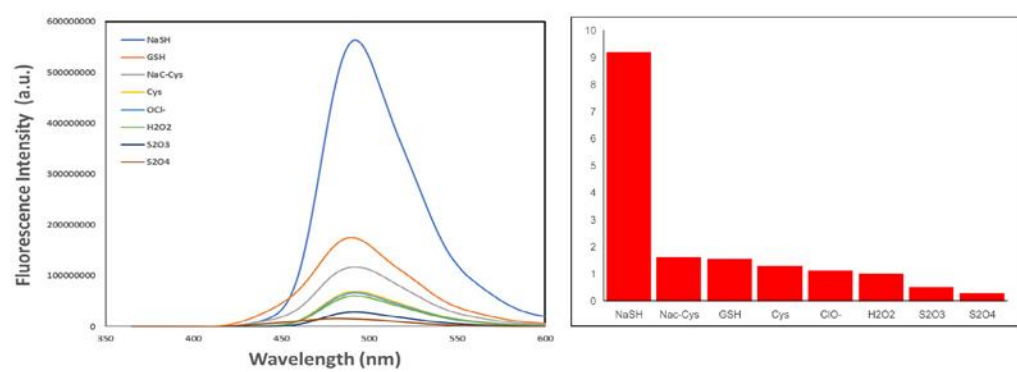 600000000
500000000
400000000
300000000
200000000
100000000
0
Fluorescence Intensity (a.u.)
NaSH
GSH
NaC-Cys
Cys
OCl-
H2O2
S2O3
S2O4
350
400
450
500
550
600
Wavelength (nm)
10
9
8
7
6
5
4
3
2
1
0
NaSH Nac-Cys GSH Cys ClO- H2O2 S2O3 S2O4